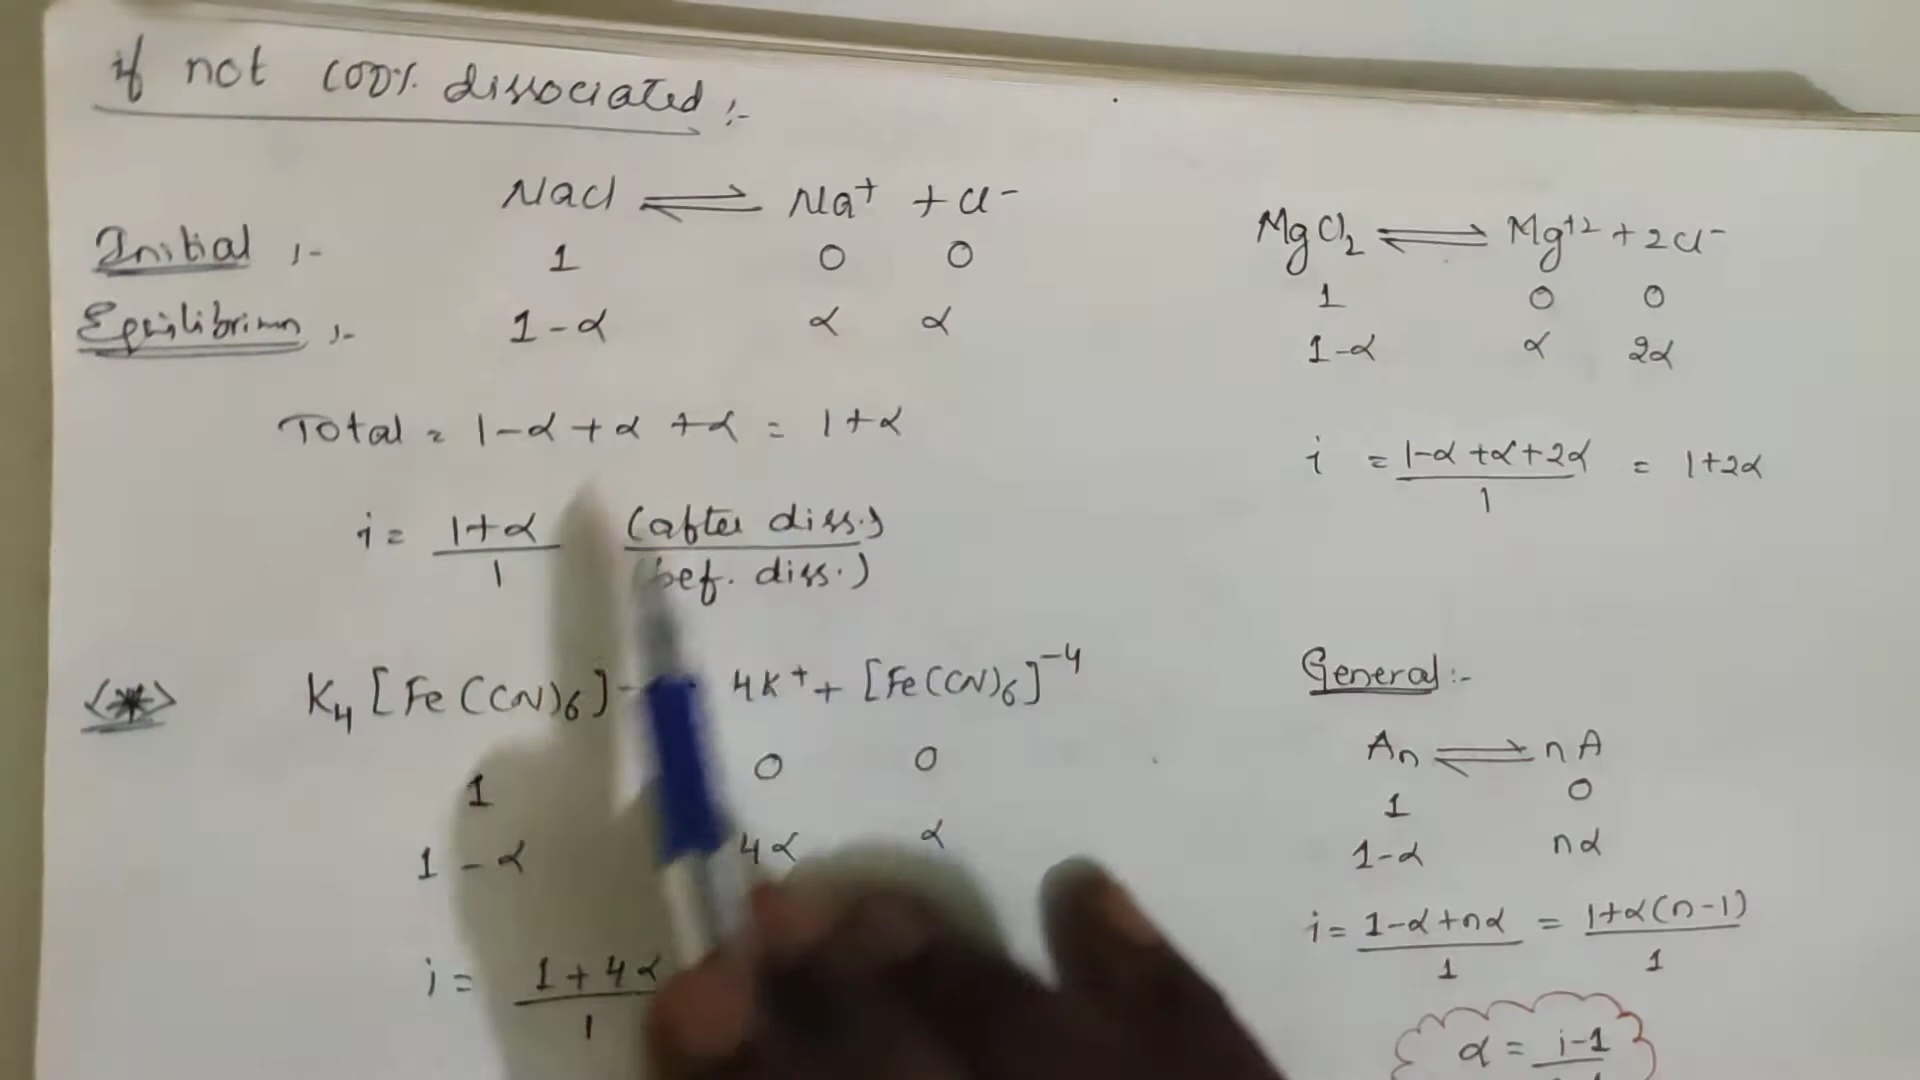 if not 100% dissociated :-
NaCl ⇌ Na⁺ + Cl⁻
Initial :- 1 0 0
Equilibrium :- 1-α α α
Total = 1-α + α + α = 1+α
i = 1+α / 1 (after diss.) / (bef. diss.)
<*> K₄[Fe(CN)₆] 4K⁺ + [Fe(CN)₆]⁻⁴
1 0 0
1-α 4α α
i = 1+4α / 1
MgCl₂ ⇌ Mg⁺² + 2Cl⁻
1 0 0
1-α α 2α
i = 1-α+α+2α / 1 = 1+2α
General :-
Aₙ ⇌ nA
1 0
1-α nα
i = 1-α+nα / 1 = 1+α(n-1) / 1
α = i-1